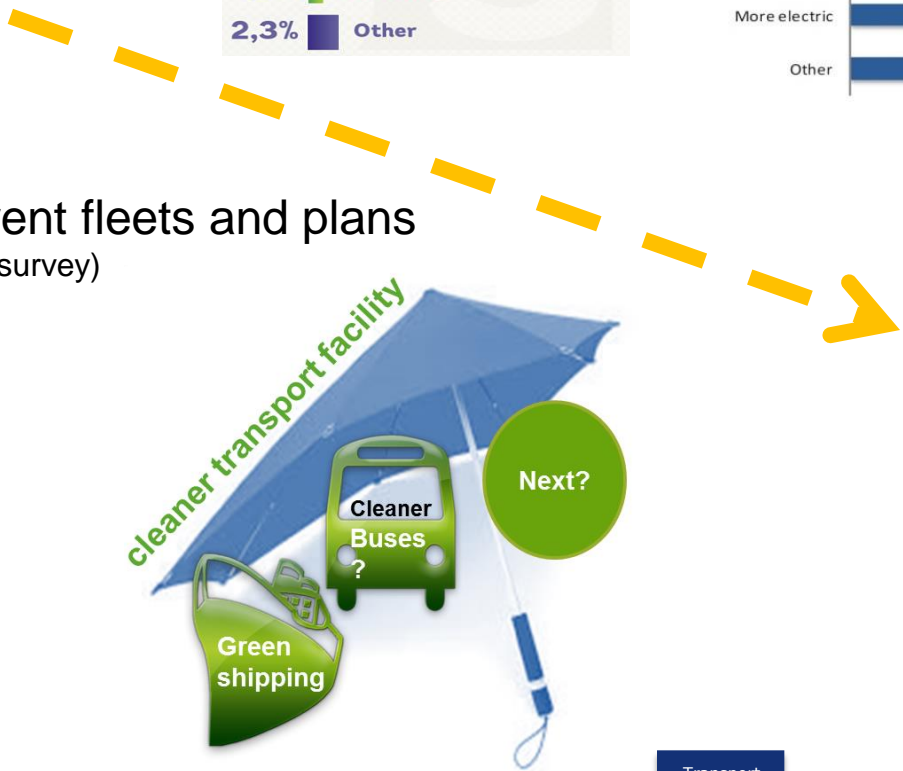 2,3% Other
More electric
Other
ent fleets and plans
survey)
cleaner transport facility
Cleaner
Buses
?
Next?
Green
shipping